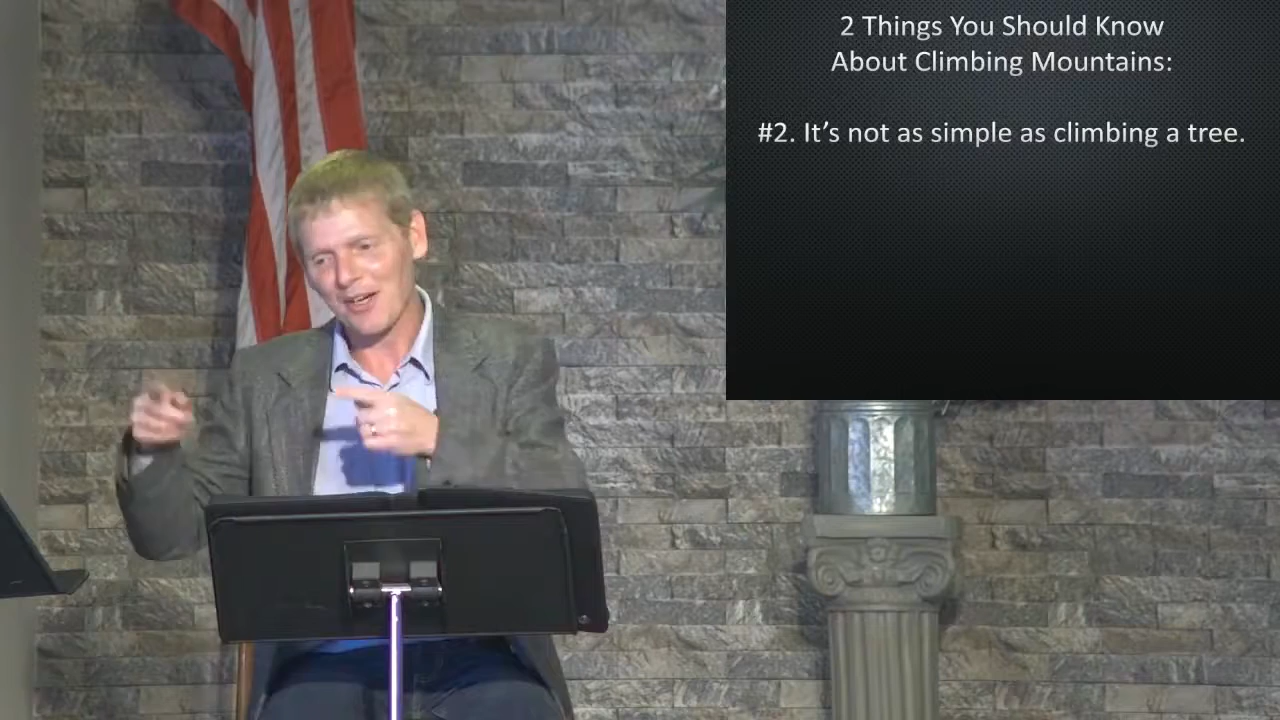 2 Things You Should Know
About Climbing Mountains:
#2. It’s not as simple as climbing a tree.